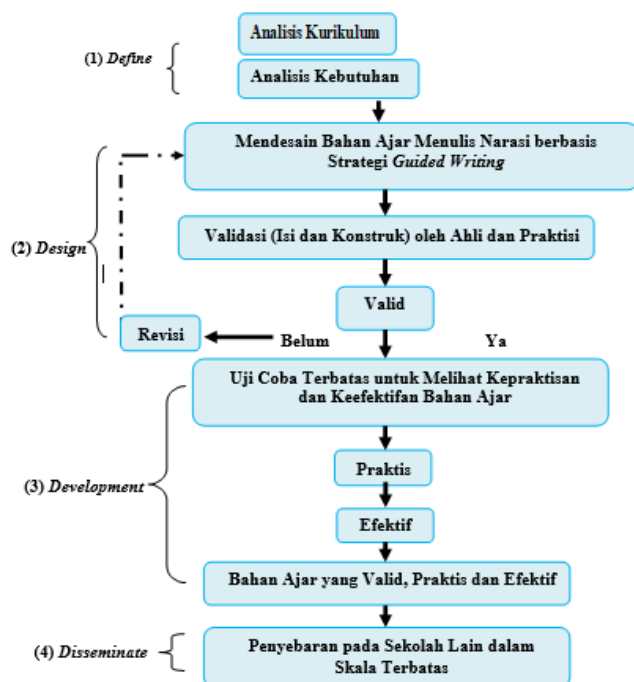 Analisis Kurikulum
(1) Define
Analisis Kebutuhan
Mendesain Bahan Ajar Menulis Narasi berbasis
Strategi Guided Writing
(2) Design
Validasi (Isi dan Konstruk) oleh Ahli dan Praktisi
Valid
Revisi
Belum
Ya
Uji Coba Terbatas untuk Melihat Kepraktisan
dan Keefektifan Bahan Ajar
(3) Development
Praktis
Efektif
Bahan Ajar yang Valid, Praktis dan Efektif
(4) Disseminate
Penyebaran pada Sekolah Lain dalam
Skala Terbatas